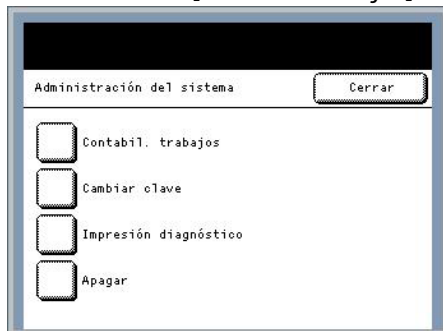 Administración del sistema
Cerrar
Contabil. trabajos
Cambiar clave
Impresión diagnóstico
Apagar